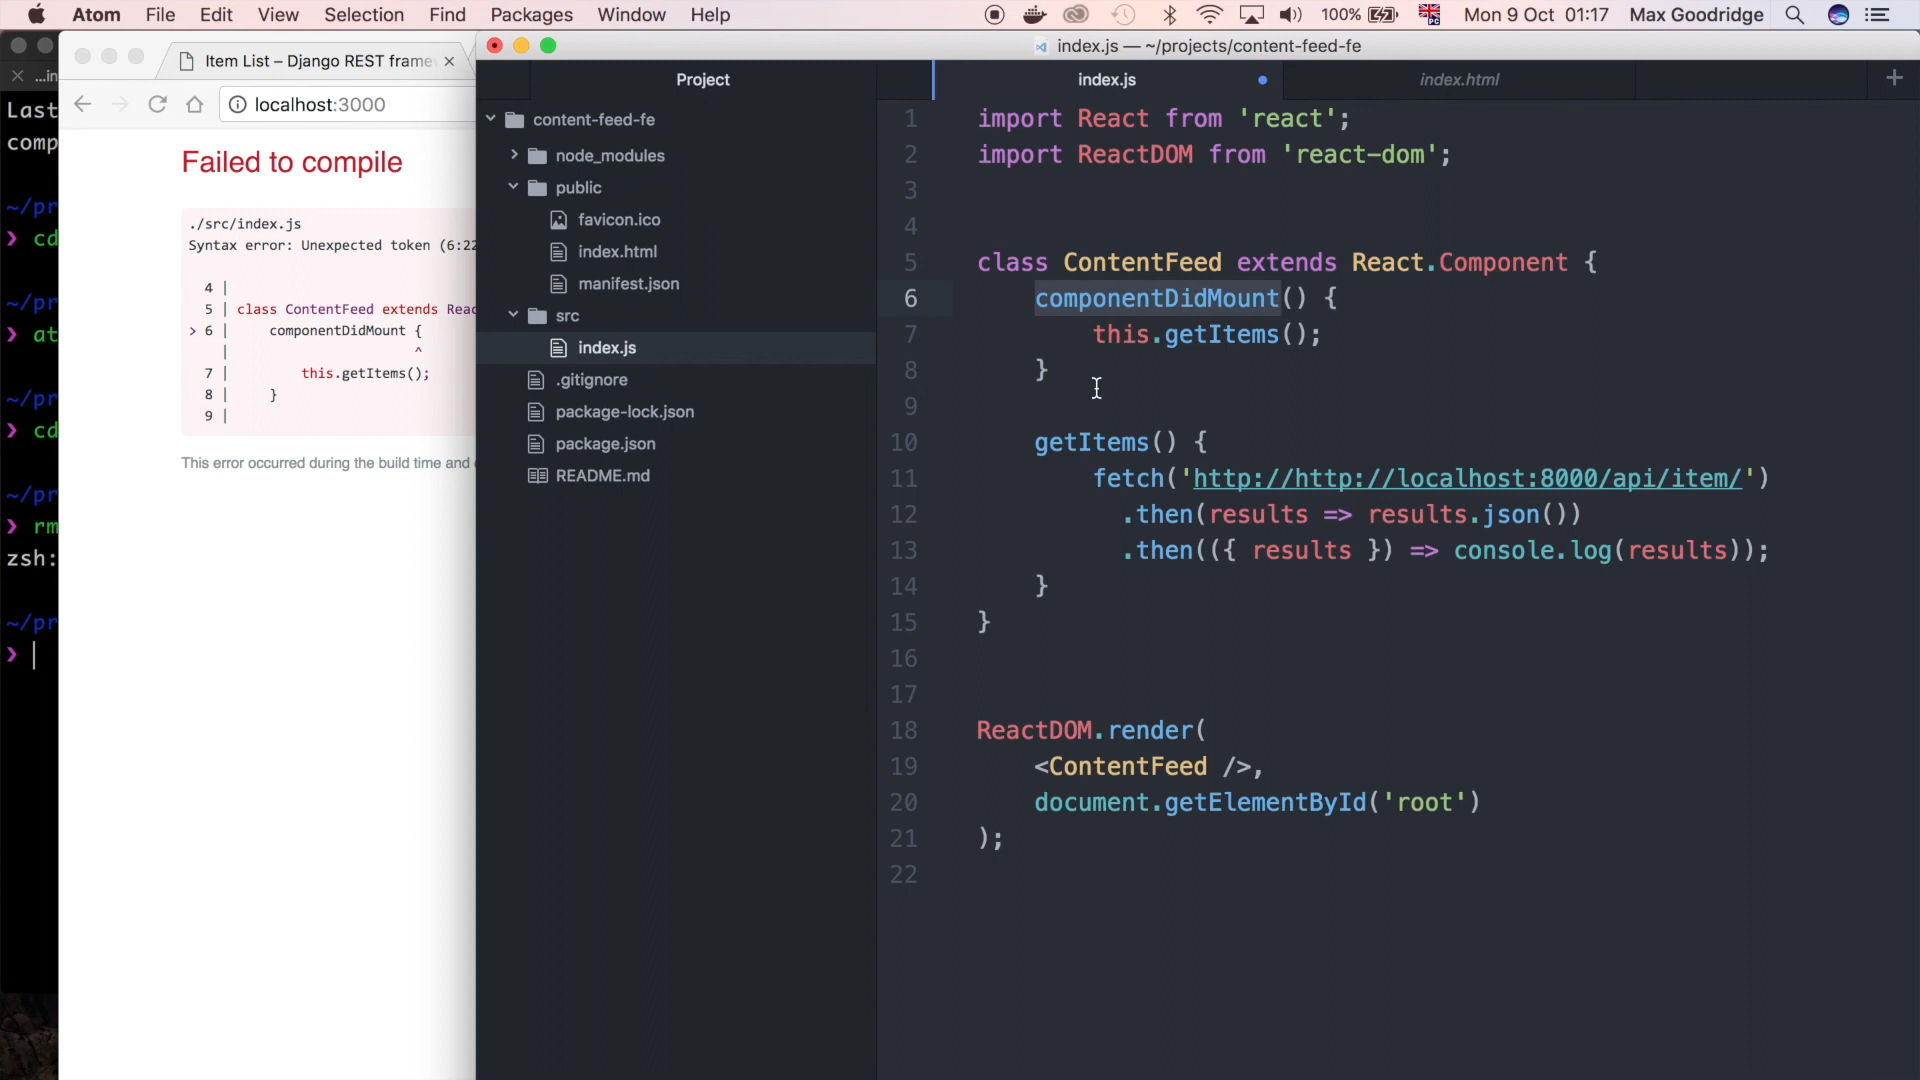 Atom File Edit View Selection Find Packages Window Help 100% Mon 9 Oct 01:17 Max Goodridge
...in
Last
comp
~/pr
❯ cd
~/pr
❯ at
~/pr
❯ cd
~/pr
❯ rm
zsh:
~/pr
❯
Item List – Django REST frame
localhost:3000
Failed to compile
./src/index.js
Syntax error: Unexpected token (6:22
4 |
5 | class ContentFeed extends Reac
> 6 | componentDidMount {
| ^
7 | this.getItems();
8 | }
9 |
This error occurred during the build time and
index.js — ~/projects/content-feed-fe
Project
content-feed-fe
node_modules
public
favicon.ico
index.html
manifest.json
src
index.js
.gitignore
package-lock.json
package.json
README.md
index.js index.html
1 import React from 'react';
2 import ReactDOM from 'react-dom';
3
4
5 class ContentFeed extends React.Component {
6 componentDidMount() {
7 this.getItems();
8 }
9
10 getItems() {
11 fetch('http://http://localhost:8000/api/item/')
12 .then(results => results.json())
13 .then(({ results }) => console.log(results));
14 }
15 }
16
17
18 ReactDOM.render(
19 <ContentFeed />,
20 document.getElementById('root')
21 );
22